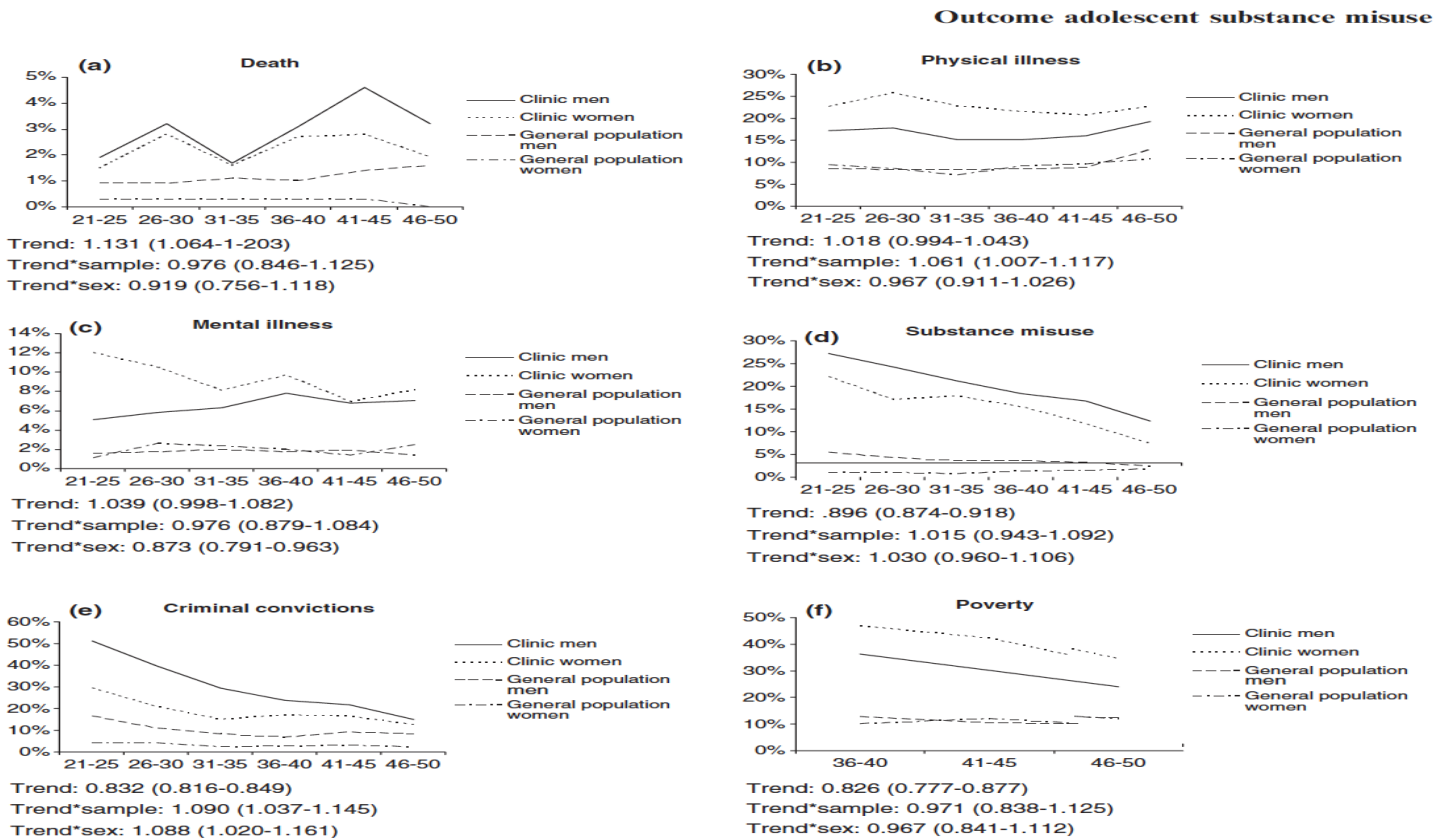 Outcome adolescent substance misuse
(a) Death
5%
4%
3%
2%
1%
0%
21-25 26-30 31-35 36-40 41-45 46-50
Clinic men
Clinic women
General population
men
General population
women
Trend: 1.131 (1.064-1-203)
Trend*sample: 0.976 (0.846-1.125)
Trend*sex: 0.919 (0.756-1.118)
(b) Physical illness
30%
25%
20%
15%
10%
5%
0%
21-25 26-30 31-35 36-40 41-45 46-50
Clinic men
Clinic women
General population
men
General population
women
Trend: 1.018 (0.994-1.043)
Trend*sample: 1.061 (1.007-1.117)
Trend*sex: 0.967 (0.911-1.026)
(c) Mental illness
14%
12%
10%
8%
6%
4%
2%
0%
21-25 26-30 31-35 36-40 41-45 46-50
Clinic men
Clinic women
General population
men
General population
women
Trend: 1.039 (0.998-1.082)
Trend*sample: 0.976 (0.879-1.084)
Trend*sex: 0.873 (0.791-0.963)
(d) Substance misuse
30%
25%
20%
15%
10%
5%
0%
21-25 26-30 31-35 36-40 41-45 46-50
Clinic men
Clinic women
General population
men
General population
women
Trend: .896 (0.874-0.918)
Trend*sample: 1.015 (0.943-1.092)
Trend*sex: 1.030 (0.960-1.106)
(e) Criminal convictions
60%
50%
40%
30%
20%
10%
0%
21-25 26-30 31-35 36-40 41-45 46-50
Clinic men
Clinic women
General population
men
General population
women
Trend: 0.832 (0.816-0.849)
Trend*sample: 1.090 (1.037-1.145)
Trend*sex: 1.088 (1.020-1.161)
(f) Poverty
50%
40%
30%
20%
10%
0%
36-40 41-45 46-50
Clinic men
Clinic women
General population
men
General population
women
Trend: 0.826 (0.777-0.877)
Trend*sample: 0.971 (0.838-1.125)
Trend*sex: 0.967 (0.841-1.112)